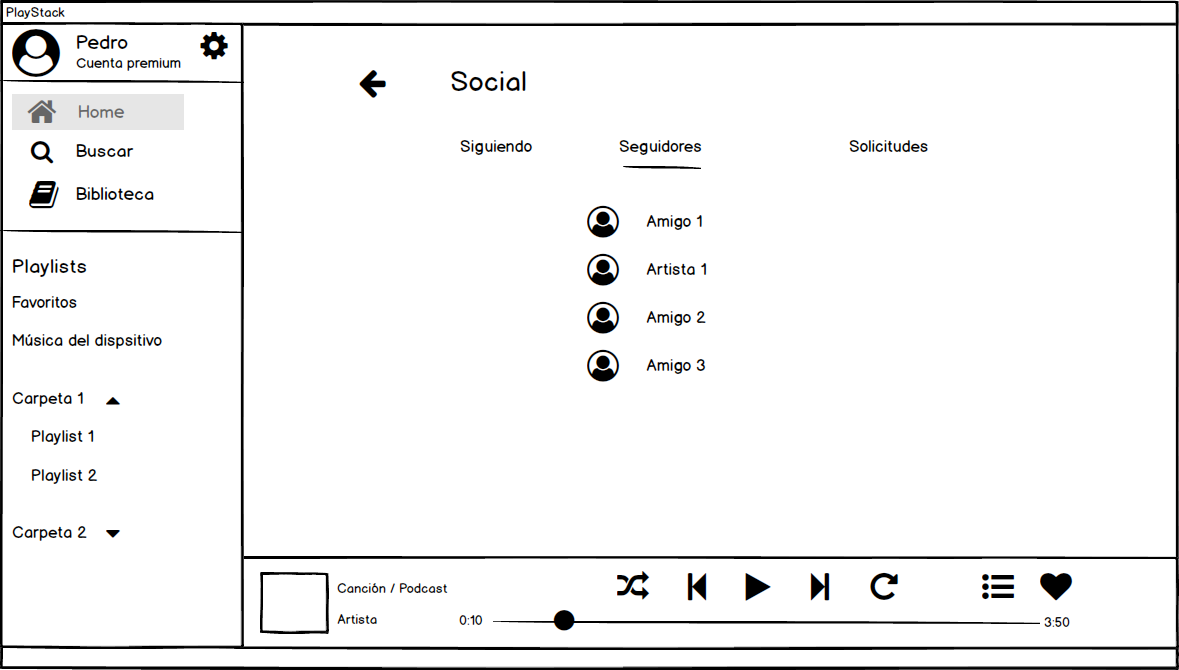 PlayStack
Pedro
Cuenta premium
Home
Buscar
Biblioteca
Playlists
Favoritos
Música del dispsitivo
Carpeta 1
Playlist 1
Playlist 2
Carpeta 2
Social
Siguiendo Seguidores Solicitudes
Amigo 1
Artista 1
Amigo 2
Amigo 3
Canción / Podcast
Artista
0:10 3:50